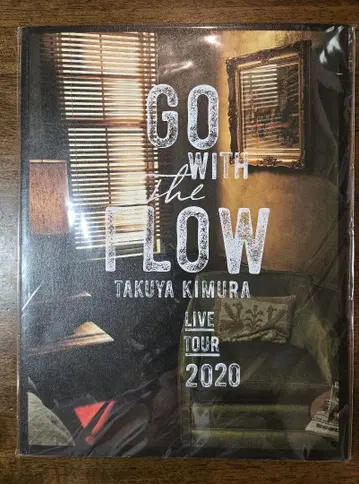 GO
WITH
The
FLOW
TAKUYA KIMURA
LIVE
TOUR
2020